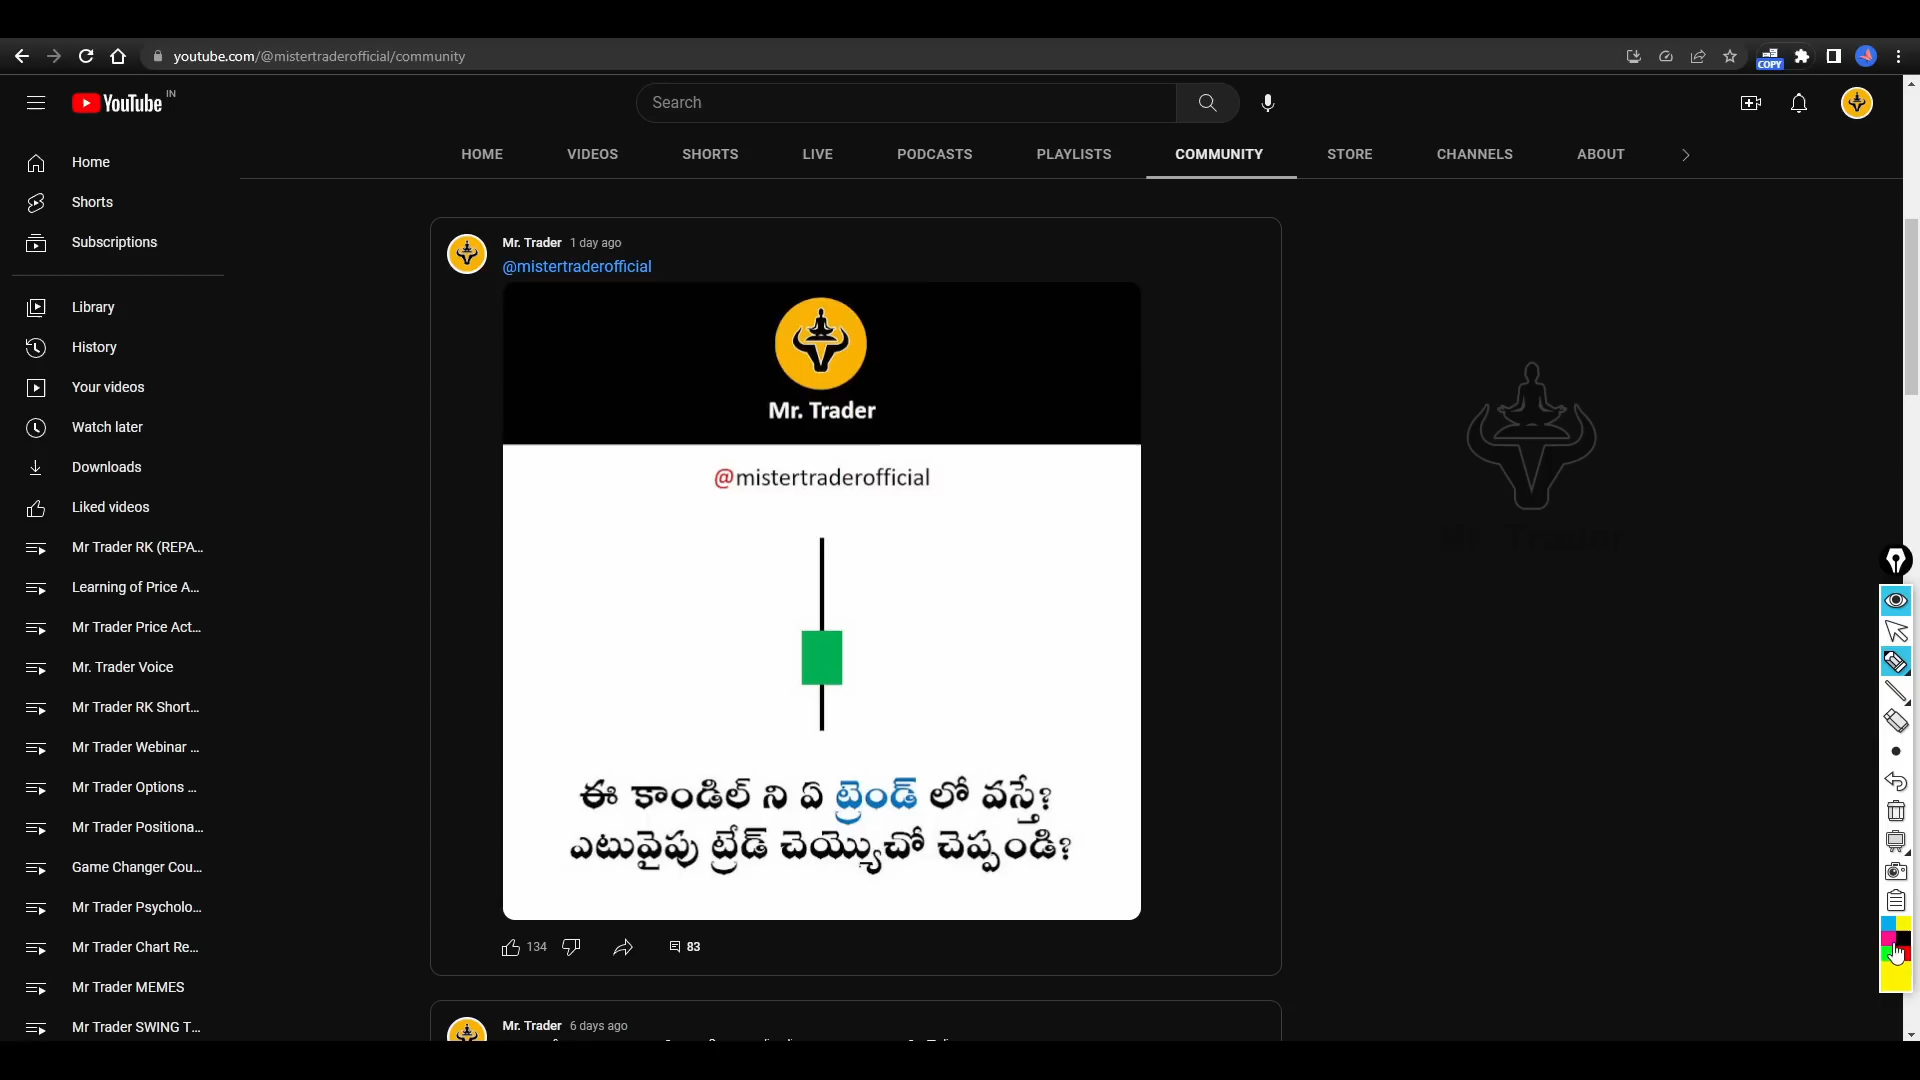 youtube.com/@mistertraderofficial/community
COPY
YouTube IN
Search
HOME VIDEOS SHORTS LIVE PODCASTS PLAYLISTS COMMUNITY STORE CHANNELS ABOUT
Home
Shorts
Subscriptions
Library
History
Your videos
Watch later
Downloads
Liked videos
Mr Trader RK (REPA...
Learning of Price A...
Mr Trader Price Act...
Mr. Trader Voice
Mr Trader RK Short...
Mr Trader Webinar ...
Mr Trader Options ...
Mr Trader Positiona...
Game Changer Cou...
Mr Trader Psycholo...
Mr Trader Chart Re...
Mr Trader MEMES
Mr Trader SWING T...
Mr. Trader 1 day ago
@mistertraderofficial
Mr. Trader
@mistertraderofficial
ఈ కాండిల్ ని ఏ ట్రెండ్ లో వస్తే?
ఎటువైపు ట్రేడ్ చెయ్యొచో చెప్పండి?
134 83
Mr. Trader 6 days ago